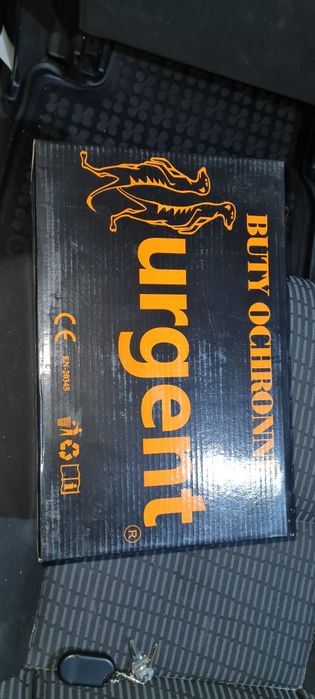 BUTY OCHRONNE
urgent®
CE EN-20345